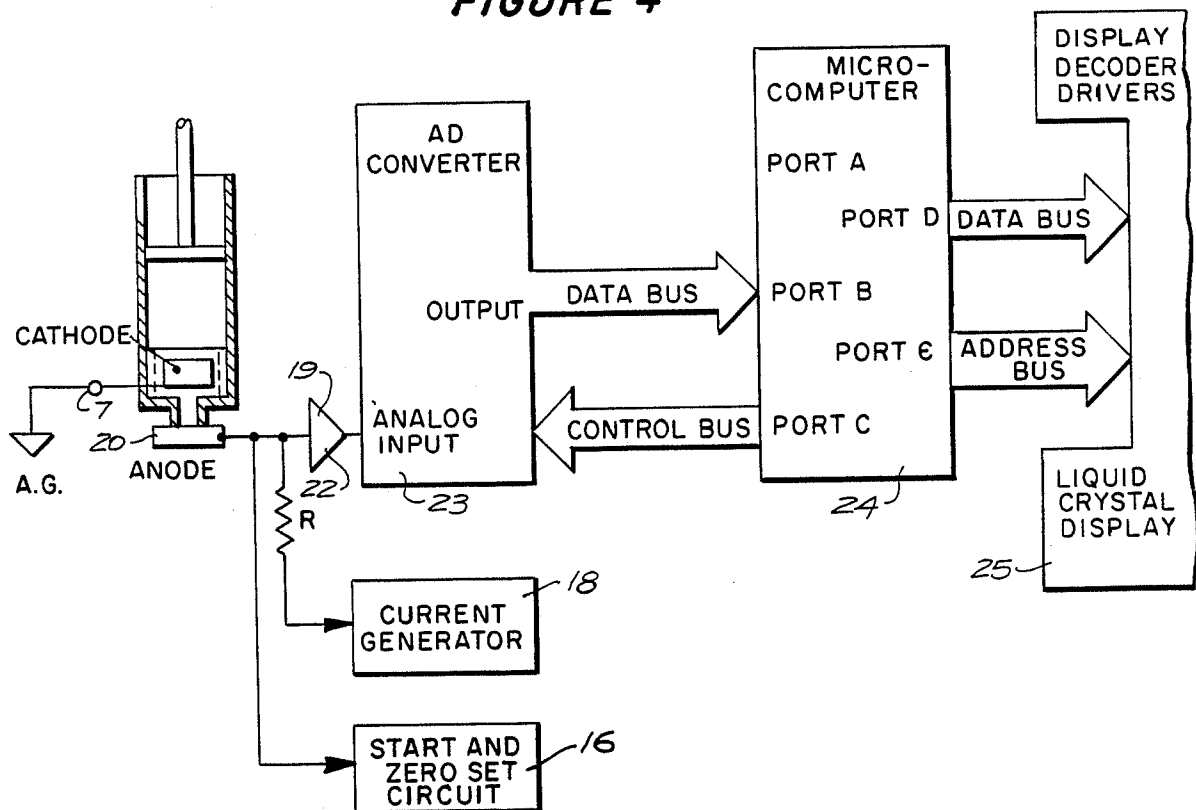 FIGURE 4
DISPLAY
DECODER
DRIVERS
MICRO-
COMPUTER
AD
CONVERTER
PORT A
PORT D
DATA BUS
OUTPUT
DATA BUS
PORT B
CATHODE
PORT E
ADDRESS
BUS
7
19
ANALOG
INPUT
CONTROL BUS
PORT C
20
ANODE
A.G.
22
23
24
LIQUID
CRYSTAL
DISPLAY
25
R
CURRENT
GENERATOR
18
START AND
ZERO SET
CIRCUIT
16